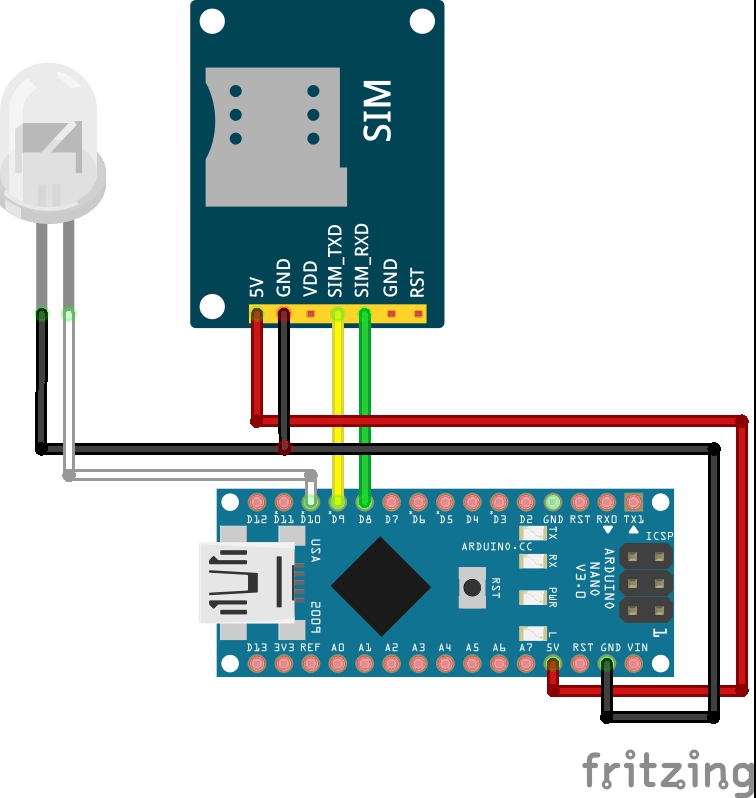 SIM
5V
GND
VDD
SIM_TXD
SIM_RXD
GND
RST
D12 D11 D10 D9 D8 D7 D6 D5 D4 D3 D2 GND RST RX0 TX1
USA
2009
ARDUINO.CC
RST
TX
RX
PWR
L
ARDUINO
NANO
V3.0
ICSP
1
D13 3V3 REF A0 A1 A2 A3 A4 A5 A6 A7 5V RST GND VIN
fritzing